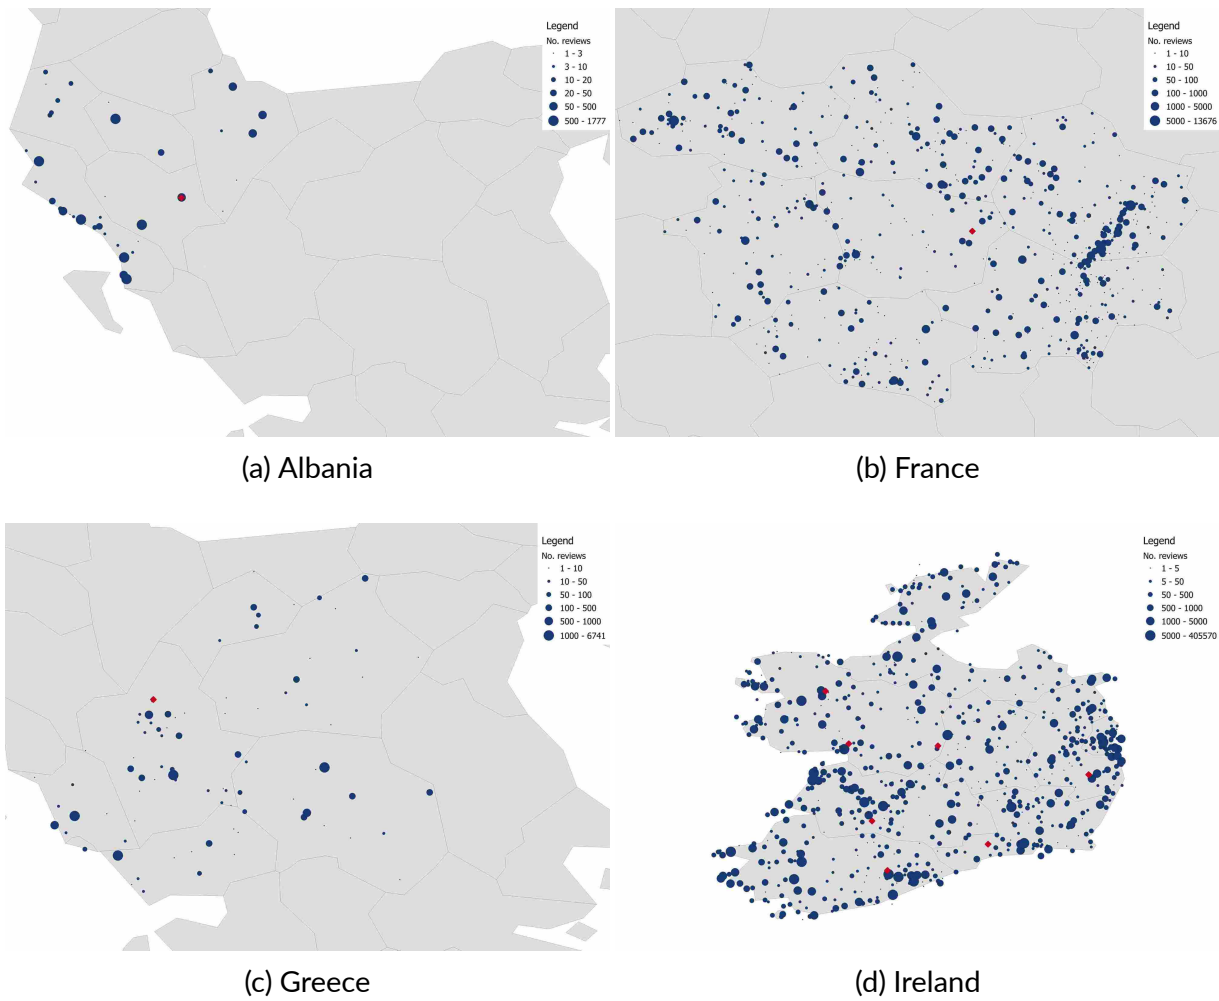 Legend
No. reviews
1 - 3
3 - 10
10 - 20
20 - 50
50 - 500
500 - 1777
(a) Albania
Legend
No. reviews
1 - 10
10 - 50
50 - 100
100 - 1000
1000 - 5000
5000 - 13676
(b) France
Legend
No. reviews
1 - 10
10 - 50
50 - 100
100 - 500
500 - 1000
1000 - 6741
(c) Greece
Legend
No. reviews
1 - 5
5 - 50
50 - 500
500 - 1000
1000 - 5000
5000 - 405570
(d) Ireland